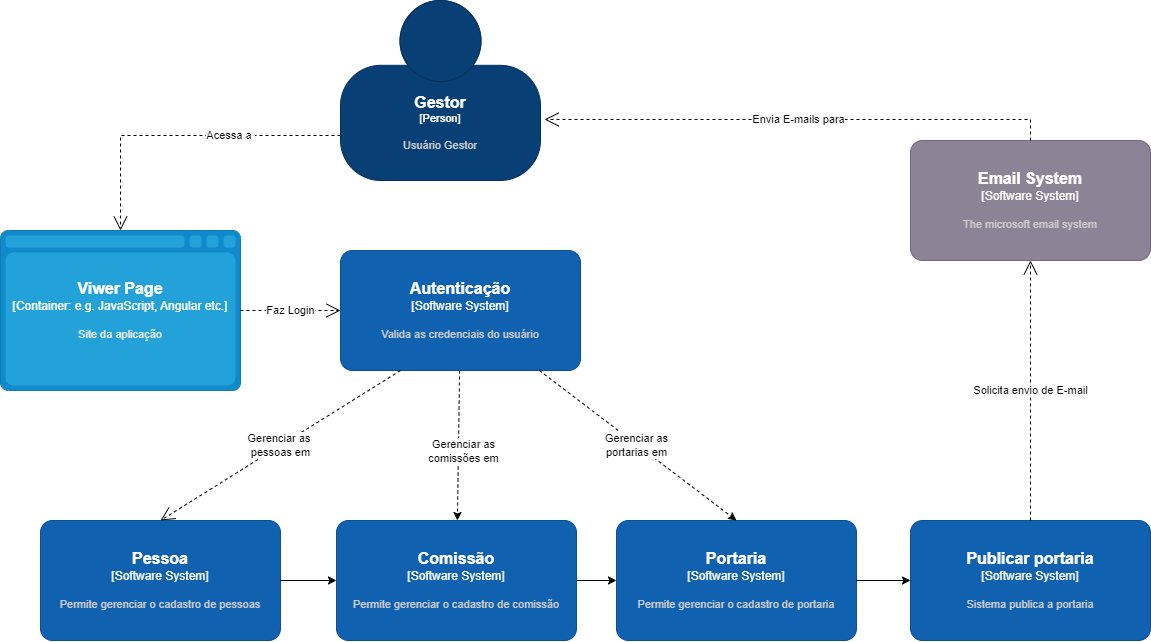 Gestor
[Person]
Usuário Gestor
Acesa a
Envia E-mails para
Email System
[Software System]
The microsoft email system
Viwer Page
[Container: e.g. JavaScript, Angular etc.]
Site da aplicação
Faz Login
Autenticação
[Software System]
Valida as credenciais do usuário
Solicita envio de E-mail
Gerenciar as
pessoas em
Gerenciar as
comissões em
Gerenciar as
portarias em
Pessoa
[Software System]
Permite gerenciar o cadastro de pessoas
Comissão
[Software System]
Permite gerenciar o cadastro de comissão
Portaria
[Software System]
Permite gerenciar o cadastro de portaria
Publicar portaria
[Software System]
Sistema publica a portaria